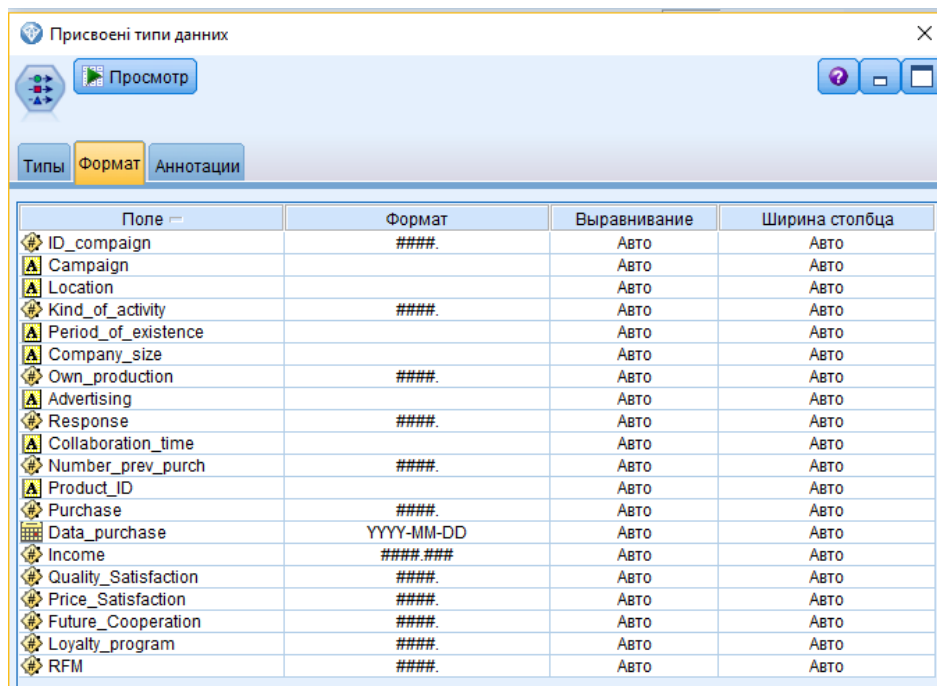 Присвоені типи данних
Просмотр
Типы Формат Аннотации
Поле Формат Выравнивание Ширина столбца
ID_compaign ####. Авто Авто
A Campaign Авто Авто
A Location Авто Авто
Kind_of_activity ####. Авто Авто
A Period_of_existence Авто Авто
A Company_size Авто Авто
Own_production ####. Авто Авто
A Advertising Авто Авто
Response ####. Авто Авто
A Collaboration_time Авто Авто
Number_prev_purch ####. Авто Авто
A Product_ID Авто Авто
Purchase ####. Авто Авто
Data_purchase YYYY-MM-DD Авто Авто
Income ####.### Авто Авто
Quality_Satisfaction ####. Авто Авто
Price_Satisfaction ####. Авто Авто
Future_Cooperation ####. Авто Авто
Loyalty_program ####. Авто Авто
RFM ####. Авто Авто